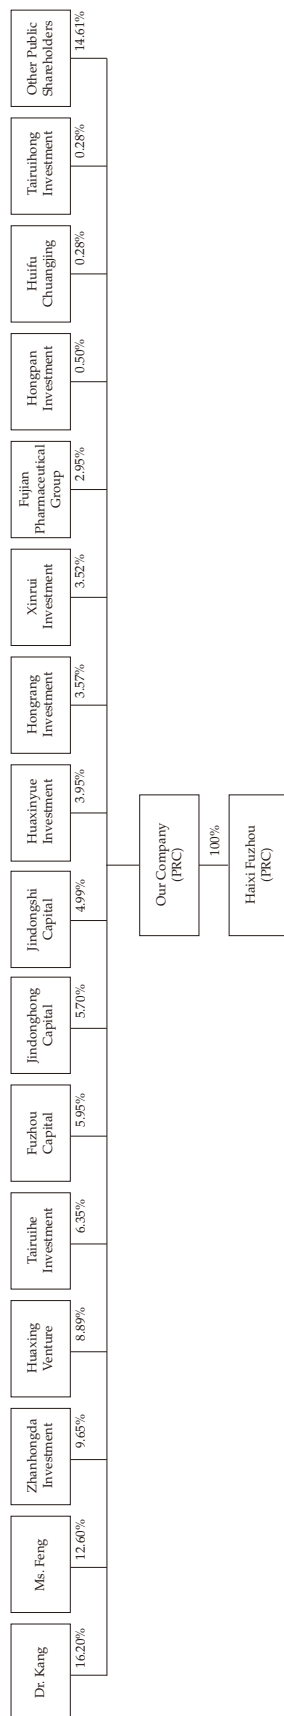 Dr. Kang
16.20%
Ms. Feng
12.60%
Zhanhongda
Investment
9.65%
Huaxing
Venture
8.89%
Tairuihe
Investment
6.35%
Fuzhou
Capital
5.95%
Jindonghong
Capital
5.70%
Jindongshi
Capital
4.99%
Huaxinyue
Investment
3.95%
Hongrang
Investment
3.57%
Xinrui
Investment
3.52%
Fujian
Pharmaceutical
Group
2.95%
Hongpan
Investment
0.50%
Huifu
Chuangjing
0.28%
Tairuihong
Investment
0.28%
Other Public
Shareholders
14.61%
Our Company
(PRC)
100%
Haixi Fuzhou
(PRC)